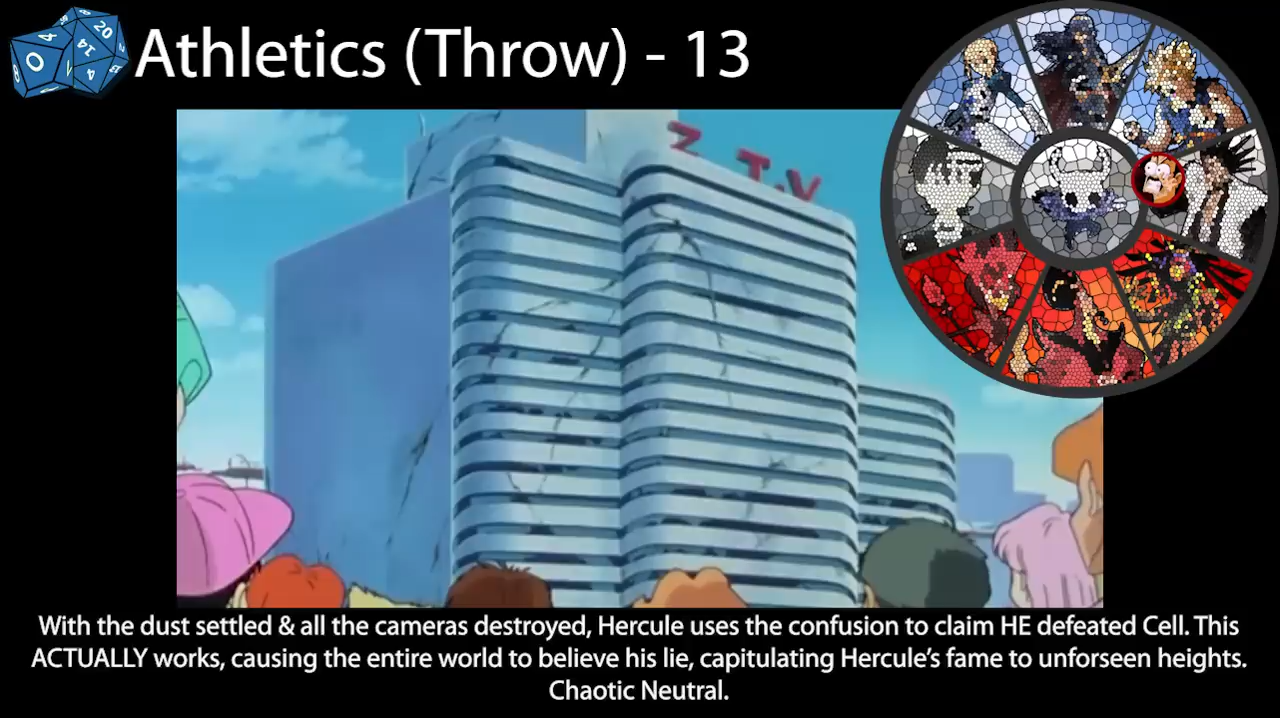 Athletics (Throw) - 13
Z T.V
With the dust settled & all the cameras destroyed, Hercule uses the confusion to claim HE defeated Cell. This
ACTUALLY works, causing the entire world to believe his lie, capitulating Hercule's fame to unforseen heights.
Chaotic Neutral.